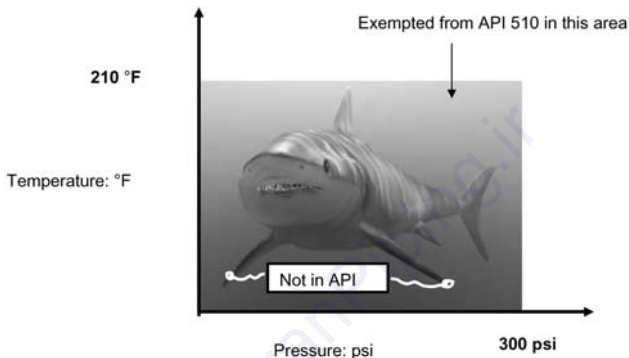 Exempted from API 510 in this area
210 °F
Temperature: °F
Not in API
Pressure: psi
300 psi